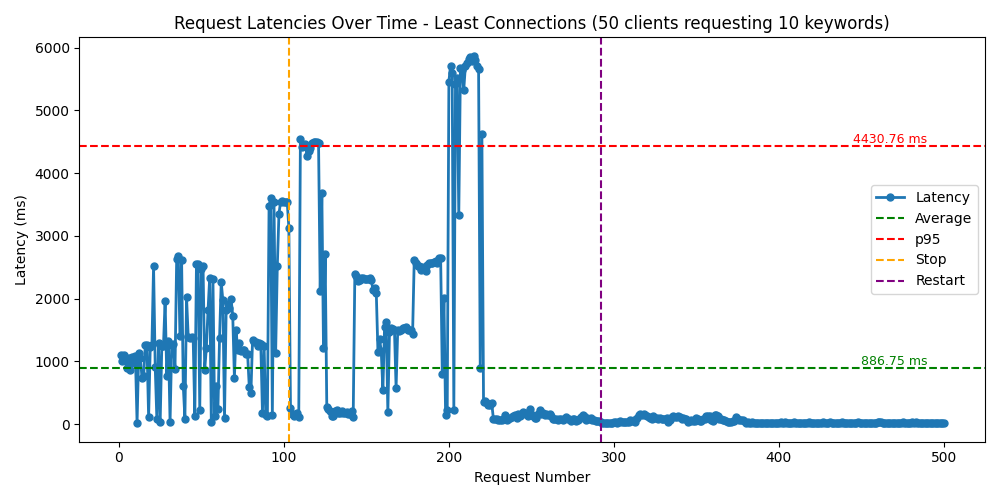 Request Latencies Over Time - Least Connections (50 clients requesting 10 keywords)
Latency (ms)
6000
5000
4000
3000
2000
1000
0
4430.76 ms
886.75 ms
Latency
Average
p95
Stop
Restart
0
100
200
300
400
500
Request Number